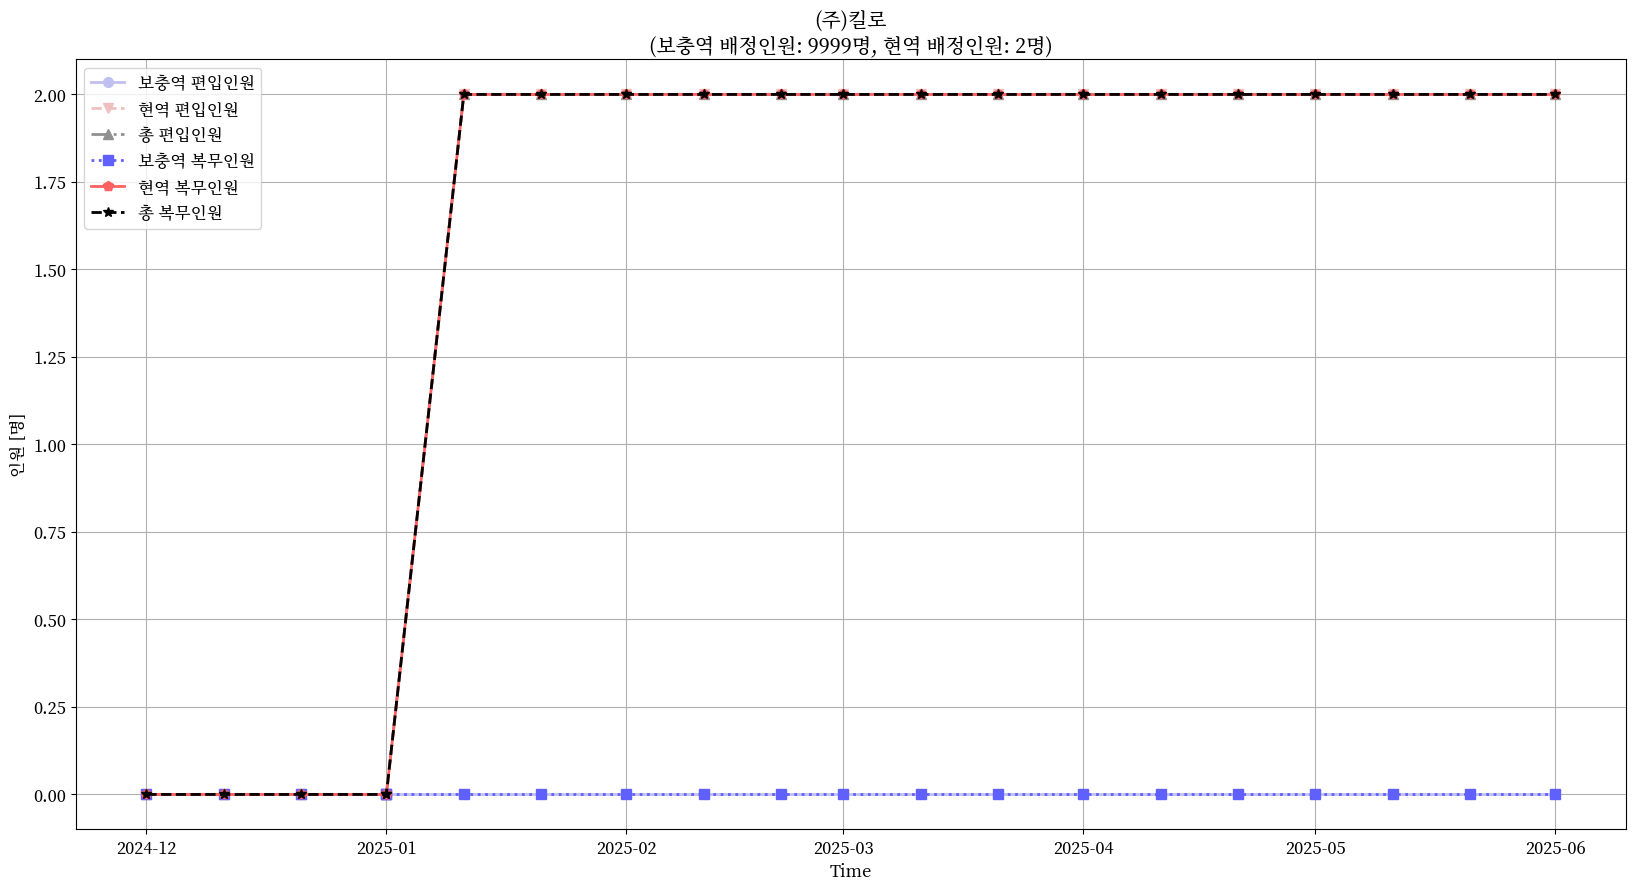 (주)킬로
(보충역 배정인원: 9999명, 현역 배정인원: 2명)
보충역 편입인원
현역 편입인원
총 편입인원
보충역 복무인원
현역 복무인원
총 복무인원
인원 [명]
2.00
1.75
1.50
1.25
1.00
0.75
0.50
0.25
0.00
2024-12 2025-01 2025-02 2025-03 2025-04 2025-05 2025-06
Time